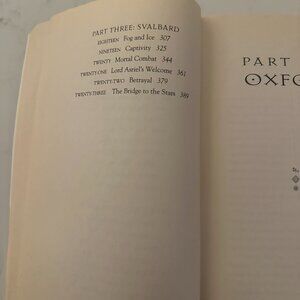 PART THREE: SVALBARD
EIGHTEEN Fog and Ice 307
NINETEEN Captivity 325
TWENTY Mortal Combat 344
TWENTY-ONE Lord Asriel's Welcome 361
TWENTY-TWO Betrayal 379
TWENTY-THREE The Bridge to the Stars 389
PART
OXFO